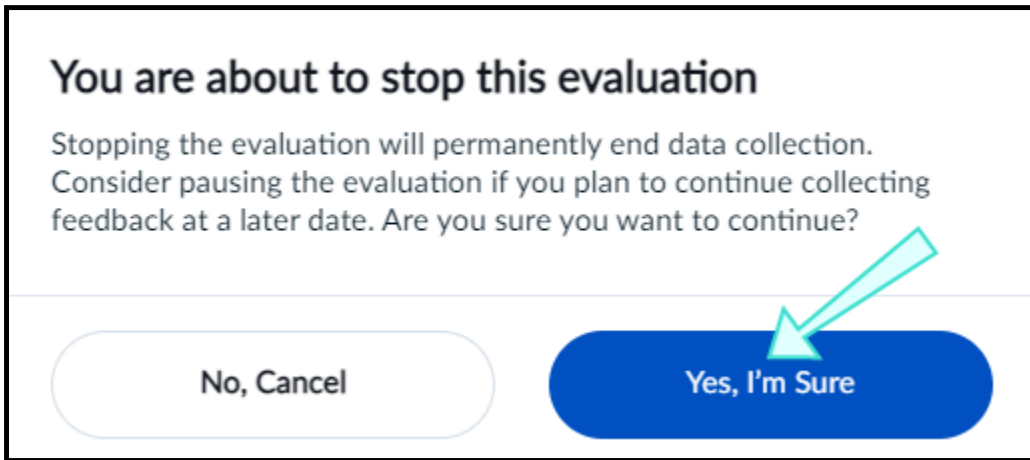 You are about to stop this evaluation
Stopping the evaluation will permanently end data collection.
Consider pausing the evaluation if you plan to continue collecting
feedback at a later date. Are you sure you want to continue?
No, Cancel
Yes, I’m Sure